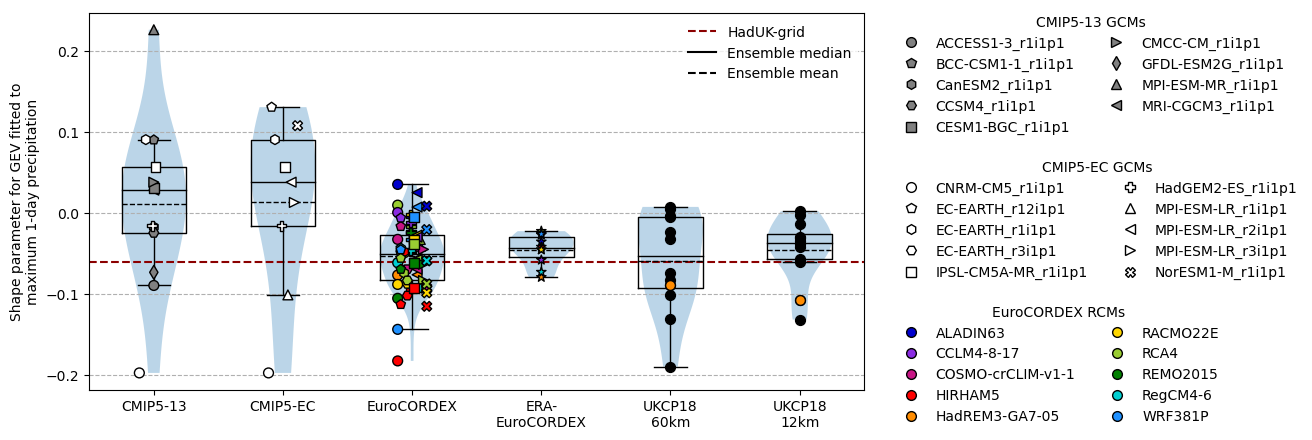 Shape parameter for GEV fitted to
maximum 1-day precipitation
0.2
0.1
0.0
−0.1
−0.2
CMIP5-13
CMIP5-EC
EuroCORDEX
ERA-
EuroCORDEX
UKCP18
60km
UKCP18
12km
HadUK-grid
Ensemble median
Ensemble mean
CMIP5-13 GCMs
ACCESS1-3_r1i1p1
BCC-CSM1-1_r1i1p1
CanESM2_r1i1p1
CCSM4_r1i1p1
CESM1-BGC_r1i1p1
CMCC-CM_r1i1p1
GFDL-ESM2G_r1i1p1
MPI-ESM-MR_r1i1p1
MRI-CGCM3_r1i1p1
CMIP5-EC GCMs
CNRM-CM5_r1i1p1
EC-EARTH_r12i1p1
EC-EARTH_r1i1p1
EC-EARTH_r3i1p1
IPSL-CM5A-MR_r1i1p1
HadGEM2-ES_r1i1p1
MPI-ESM-LR_r1i1p1
MPI-ESM-LR_r2i1p1
MPI-ESM-LR_r3i1p1
NorESM1-M_r1i1p1
EuroCORDEX RCMs
ALADIN63
CCLM4-8-17
COSMO-crCLIM-v1-1
HIRHAM5
HadREM3-GA7-05
RACMO22E
RCA4
REMO2015
RegCM4-6
WRF381P